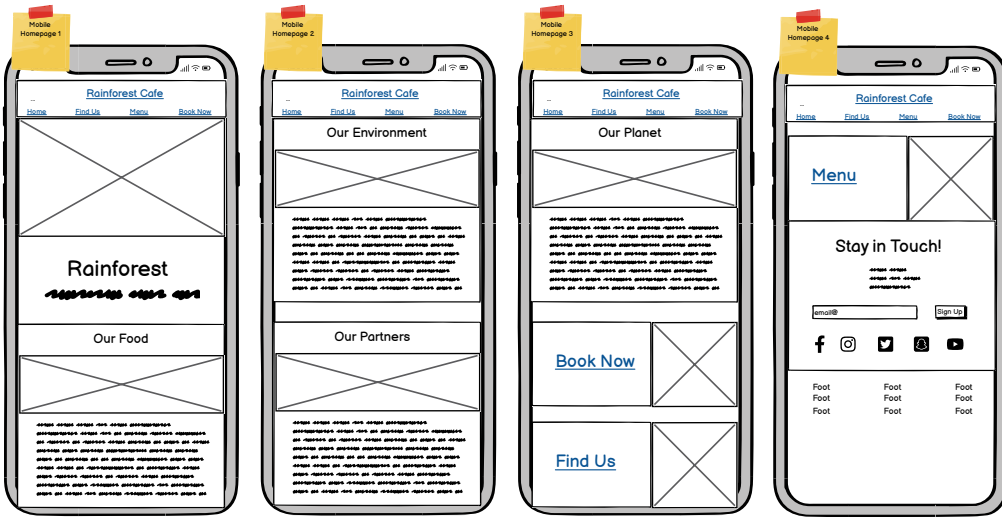 Mobile
Homepage 1
Rainforest Cafe
Home Find Us Menu Book Now
Rainforest
Our Food
Mobile
Homepage 2
Rainforest Cafe
Home Find Us Menu Book Now
Our Environment
Our Partners
Mobile
Homepage 3
Rainforest Cafe
Home Find Us Menu Book Now
Our Planet
Book Now
Find Us
Mobile
Homepage 4
Rainforest Cafe
Home Find Us Menu Book Now
Menu
Stay in Touch!
email@ Sign Up
Foot Foot Foot
Foot Foot Foot
Foot Foot Foot